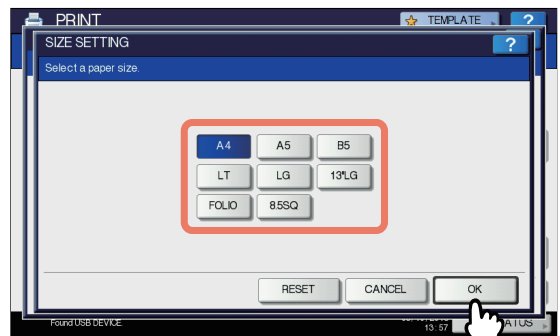 PRINT TEMPLATE ?
SIZE SETTING ?
Select a paper size.
A4 A5 B5
LT LG 13"LG
FOLIO 8.5SQ
RESET CANCEL OK
Found USB DEVICE.
13:57